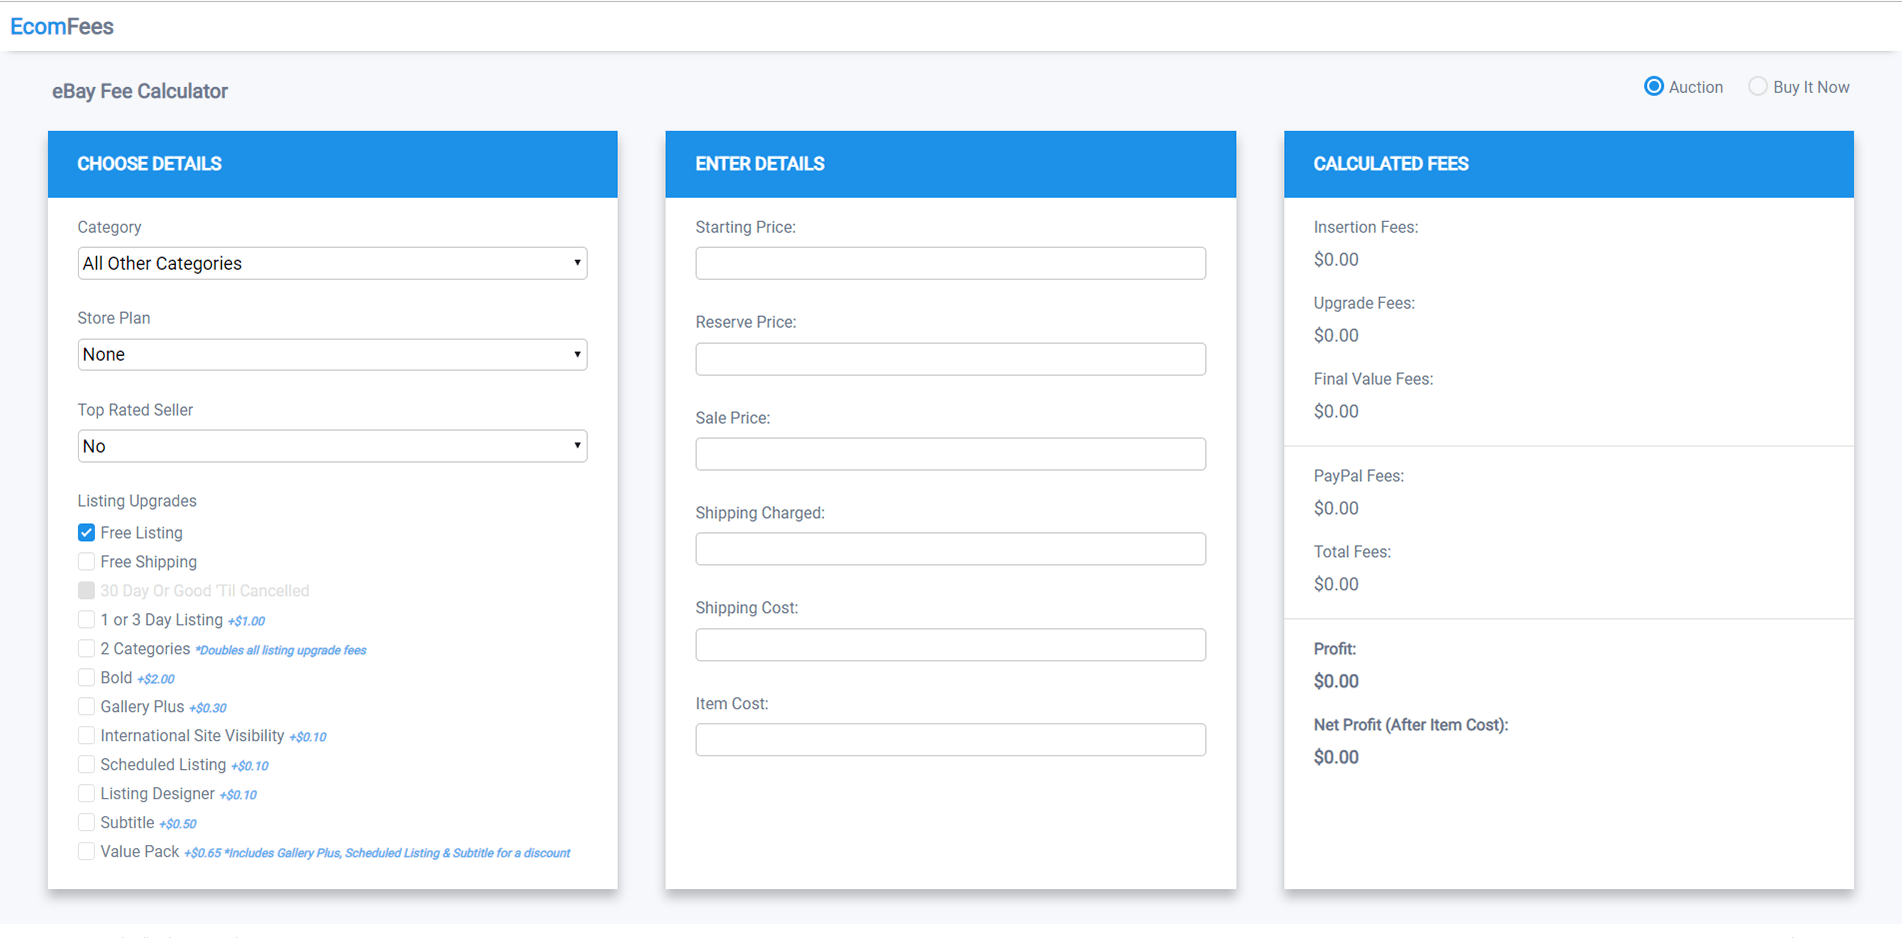 EcomFees
eBay Fee Calculator
Auction
Buy It Now
CHOOSE DETAILS
Category
All Other Categories
Store Plan
None
Top Rated Seller
No
Listing Upgrades
Free Listing
Free Shipping
30 Day Or Good 'Til Cancelled
1 or 3 Day Listing +$1.00
2 Categories *Doubles all listing upgrade fees
Bold +$2.00
Gallery Plus +$0.30
International Site Visibility +$0.10
Scheduled Listing +$0.10
Listing Designer +$0.10
Subtitle +$0.50
Value Pack +$0.65 *Includes Gallery Plus, Scheduled Listing & Subtitle for a discount
ENTER DETAILS
Starting Price:
Reserve Price:
Sale Price:
Shipping Charged:
Shipping Cost:
Item Cost:
CALCULATED FEES
Insertion Fees:
$0.00
Upgrade Fees:
$0.00
Final Value Fees:
$0.00
PayPal Fees:
$0.00
Total Fees:
$0.00
Profit:
$0.00
Net Profit (After Item Cost):
$0.00